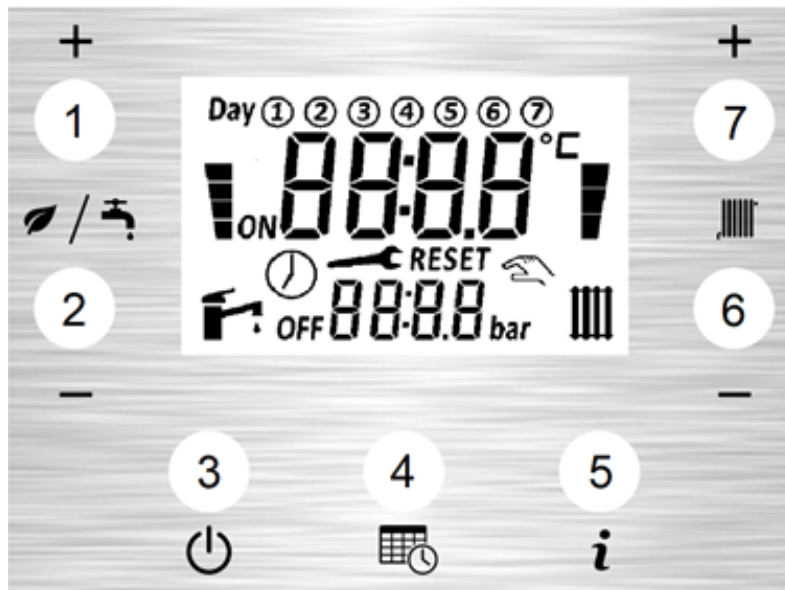 + +
1 7
Day ① ② ③ ④ ⑤ ⑥ ⑦
88:8.8 °C
ON
/
RESET
2 6
OFF 88:8.8 bar
− −
3 4 5
i